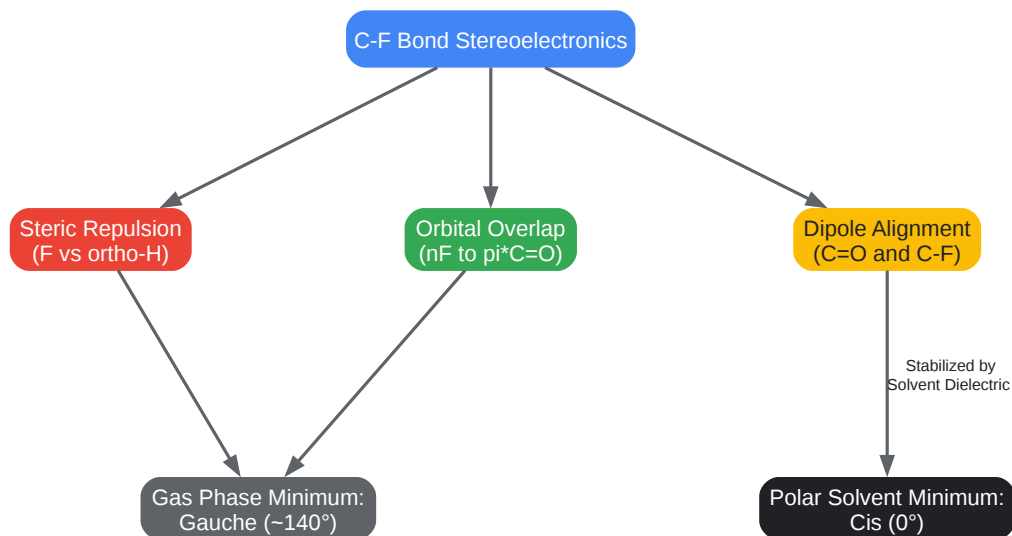 C-F Bond Stereoelectronics
Steric Repulsion
(F vs ortho-H)
Orbital Overlap
(nF to pi*C=O)
Dipole Alignment
(C=O and C-F)
Stabilized by
Solvent Dielectric
Gas Phase Minimum:
Gauche (~140°)
Polar Solvent Minimum:
Cis (0°)